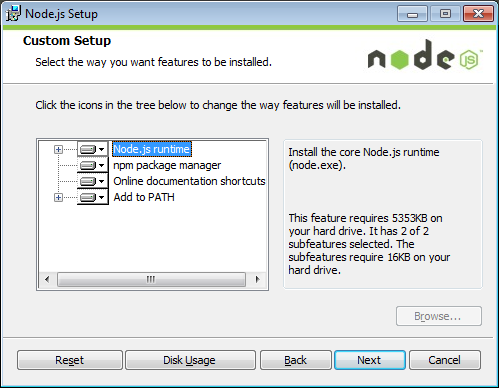 Node.js Setup
Custom Setup
Select the way you want features to be installed.
node
JS
Click the icons in the tree below to change the way features will be installed.
Node.js runtime
npm package manager
Online documentation shortcuts
Add to PATH
Install the core Node.js runtime
(node.exe).
This feature requires 5353KB on
your hard drive. It has 2 of 2
subfeatures selected. The
subfeatures require 16KB on your
hard drive.
Browse...
Reset
Disk Usage
Back
Next
Cancel